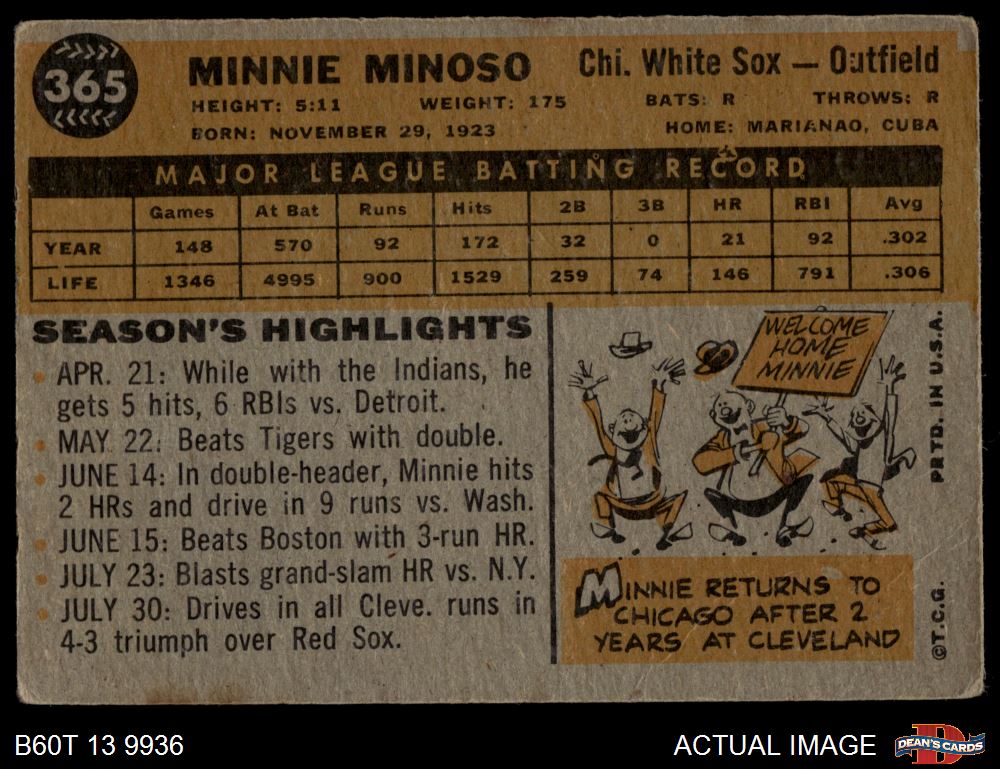 365
MINNIE MINOSO
Chi. White Sox — Outfield
HEIGHT: 5:11 WEIGHT: 175 BATS: R THROWS: R
BORN: NOVEMBER 29, 1923 HOME: MARIANAO, CUBA
MAJOR LEAGUE BATTING RECORD
Games At Bat Runs Hits 2B 3B HR RBI Avg
YEAR 148 570 92 172 32 0 21 92 .302
LIFE 1346 4995 900 1529 259 74 146 791 .306
SEASON'S HIGHLIGHTS
APR. 21: While with the Indians, he
gets 5 hits, 6 RBIs vs. Detroit.
MAY 22: Beats Tigers with double.
JUNE 14: In double-header, Minnie hits
2 HRs and drive in 9 runs vs. Wash.
JUNE 15: Beats Boston with 3-run HR.
JULY 23: Blasts grand-slam HR vs. N.Y.
JULY 30: Drives in all Cleve. runs in
4-3 triumph over Red Sox.
WELCOME
HOME
MINNIE
MINNIE RETURNS TO
CHICAGO AFTER 2
YEARS AT CLEVELAND
©T.C.G. PRTD. IN U.S.A.
B60T 13 9936
ACTUAL IMAGE
D
DEAN'S CARDS